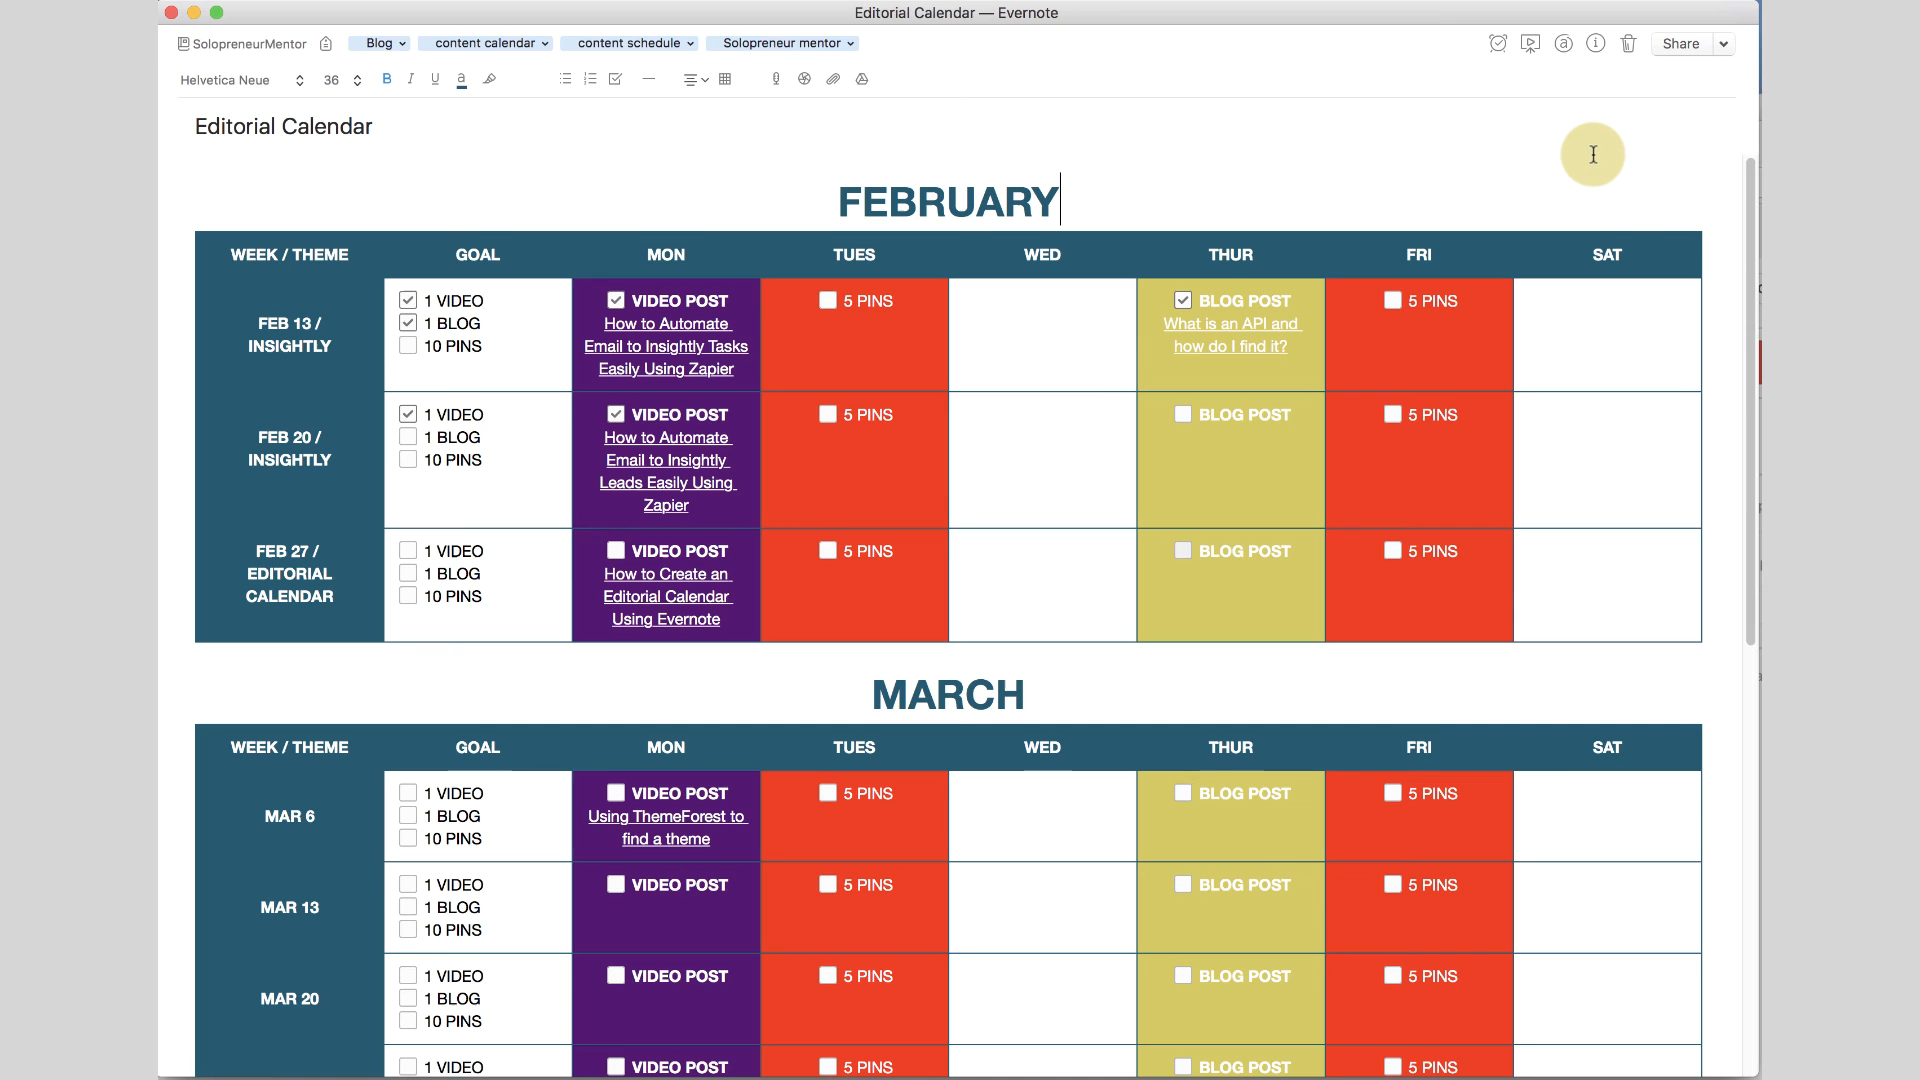 Editorial Calendar — Evernote
SolopreneurMentor Blog content calendar content schedule Solopreneur mentor Share
Helvetica Neue 36 B I U a
Editorial Calendar
FEBRUARY
WEEK / THEME GOAL MON TUES WED THUR FRI SAT
FEB 13 /
INSIGHTLY
1 VIDEO
1 BLOG
10 PINS
VIDEO POST
How to Automate
Email to Insightly Tasks
Easily Using Zapier
5 PINS
BLOG POST
What is an API and
how do I find it?
5 PINS
FEB 20 /
INSIGHTLY
1 VIDEO
1 BLOG
10 PINS
VIDEO POST
How to Automate
Email to Insightly
Leads Easily Using
Zapier
5 PINS
BLOG POST
5 PINS
FEB 27 /
EDITORIAL
CALENDAR
1 VIDEO
1 BLOG
10 PINS
VIDEO POST
How to Create an
Editorial Calendar
Using Evernote
5 PINS
BLOG POST
5 PINS
MARCH
WEEK / THEME GOAL MON TUES WED THUR FRI SAT
MAR 6
1 VIDEO
1 BLOG
10 PINS
VIDEO POST
Using ThemeForest to
find a theme
5 PINS
BLOG POST
5 PINS
MAR 13
1 VIDEO
1 BLOG
10 PINS
VIDEO POST
5 PINS
BLOG POST
5 PINS
MAR 20
1 VIDEO
1 BLOG
10 PINS
VIDEO POST
5 PINS
BLOG POST
5 PINS
1 VIDEO
VIDEO POST
5 PINS
BLOG POST
5 PINS